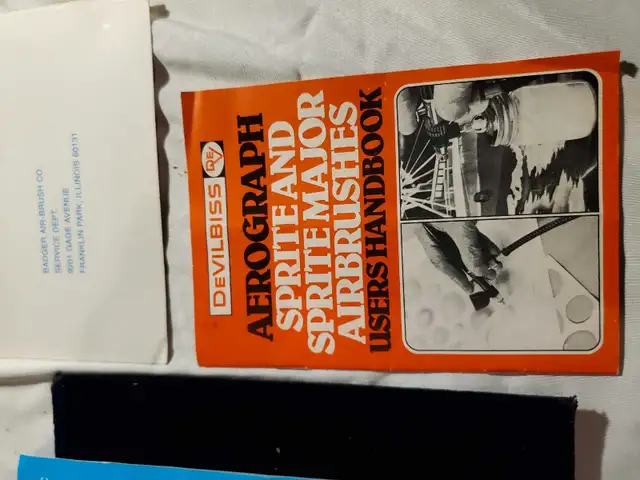 BADGER AIR-BRUSH CO.
SERVICE DEPT.
9201 GAGE AVENUE
FRANKLIN PARK, ILLINOIS 60131
DEVILBISS DEV
AEROGRAPH
SPRITE AND
SPRITE MAJOR
AIRBRUSHES
USERS HANDBOOK